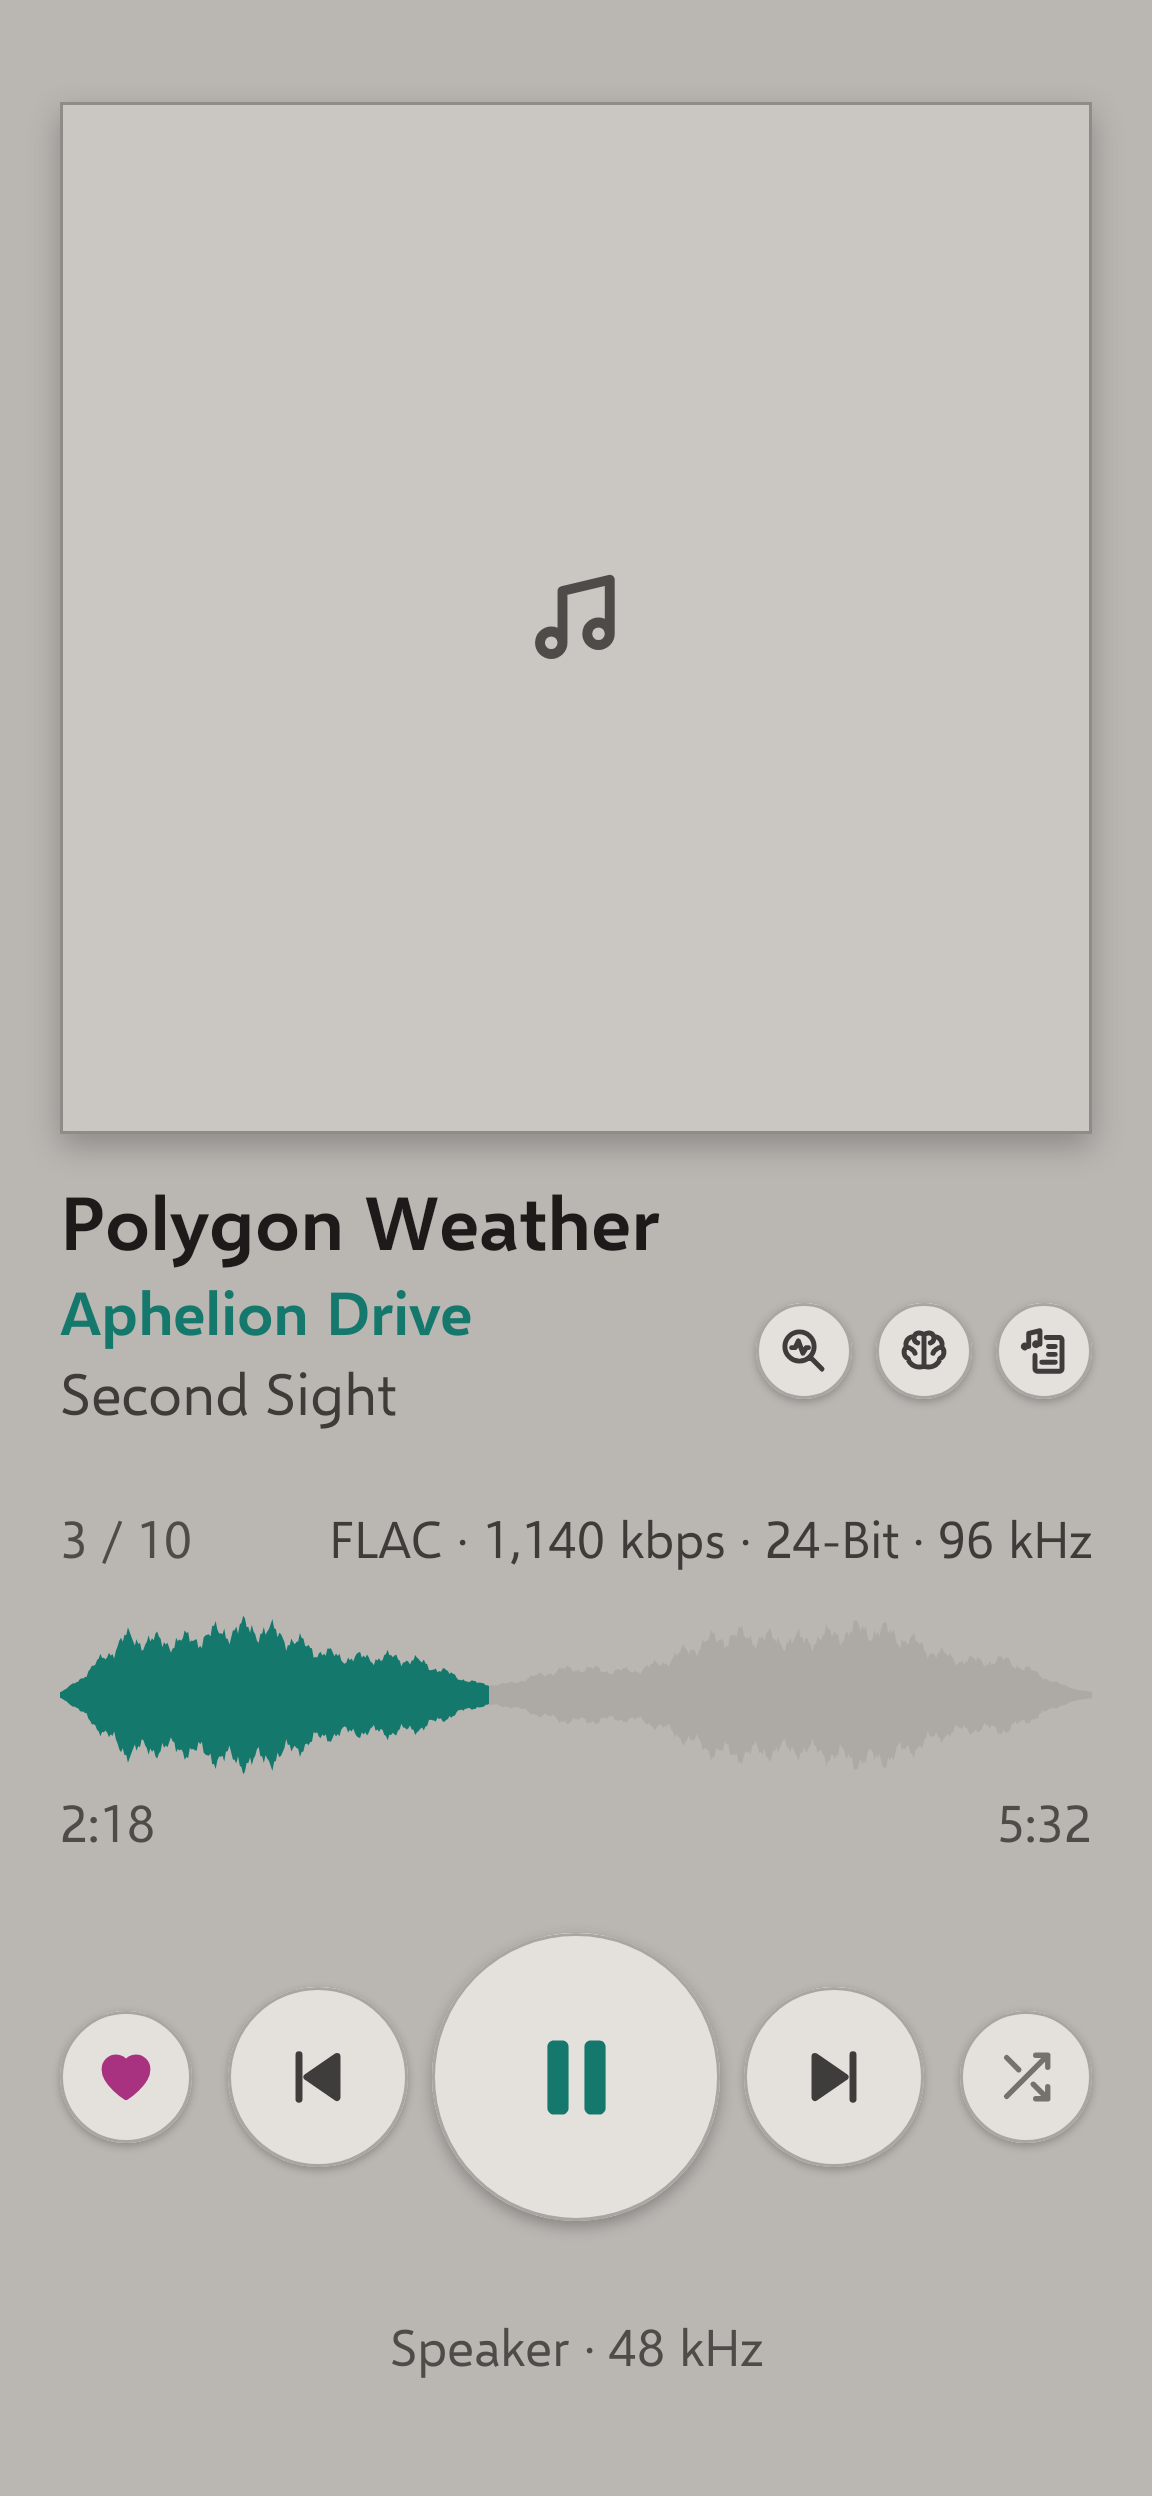 Polygon Weather
Aphelion Drive
Second Sight
3 / 10
FLAC · 1,140 kbps · 24-Bit · 96 kHz
2:18
5:32
Speaker · 48 kHz